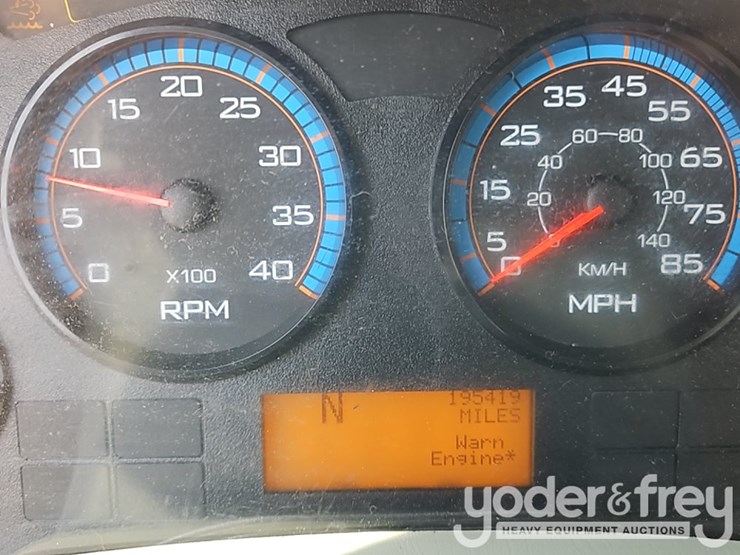 0
5
10
15
20
25
30
35
40
X100
RPM
0
5
15
25
35
45
55
65
75
85
20
40
60
80
100
120
140
KM/H
MPH
N
195419
MILES
Warn
Engine*
yoder&frey
HEAVY EQUIPMENT AUCTIONS